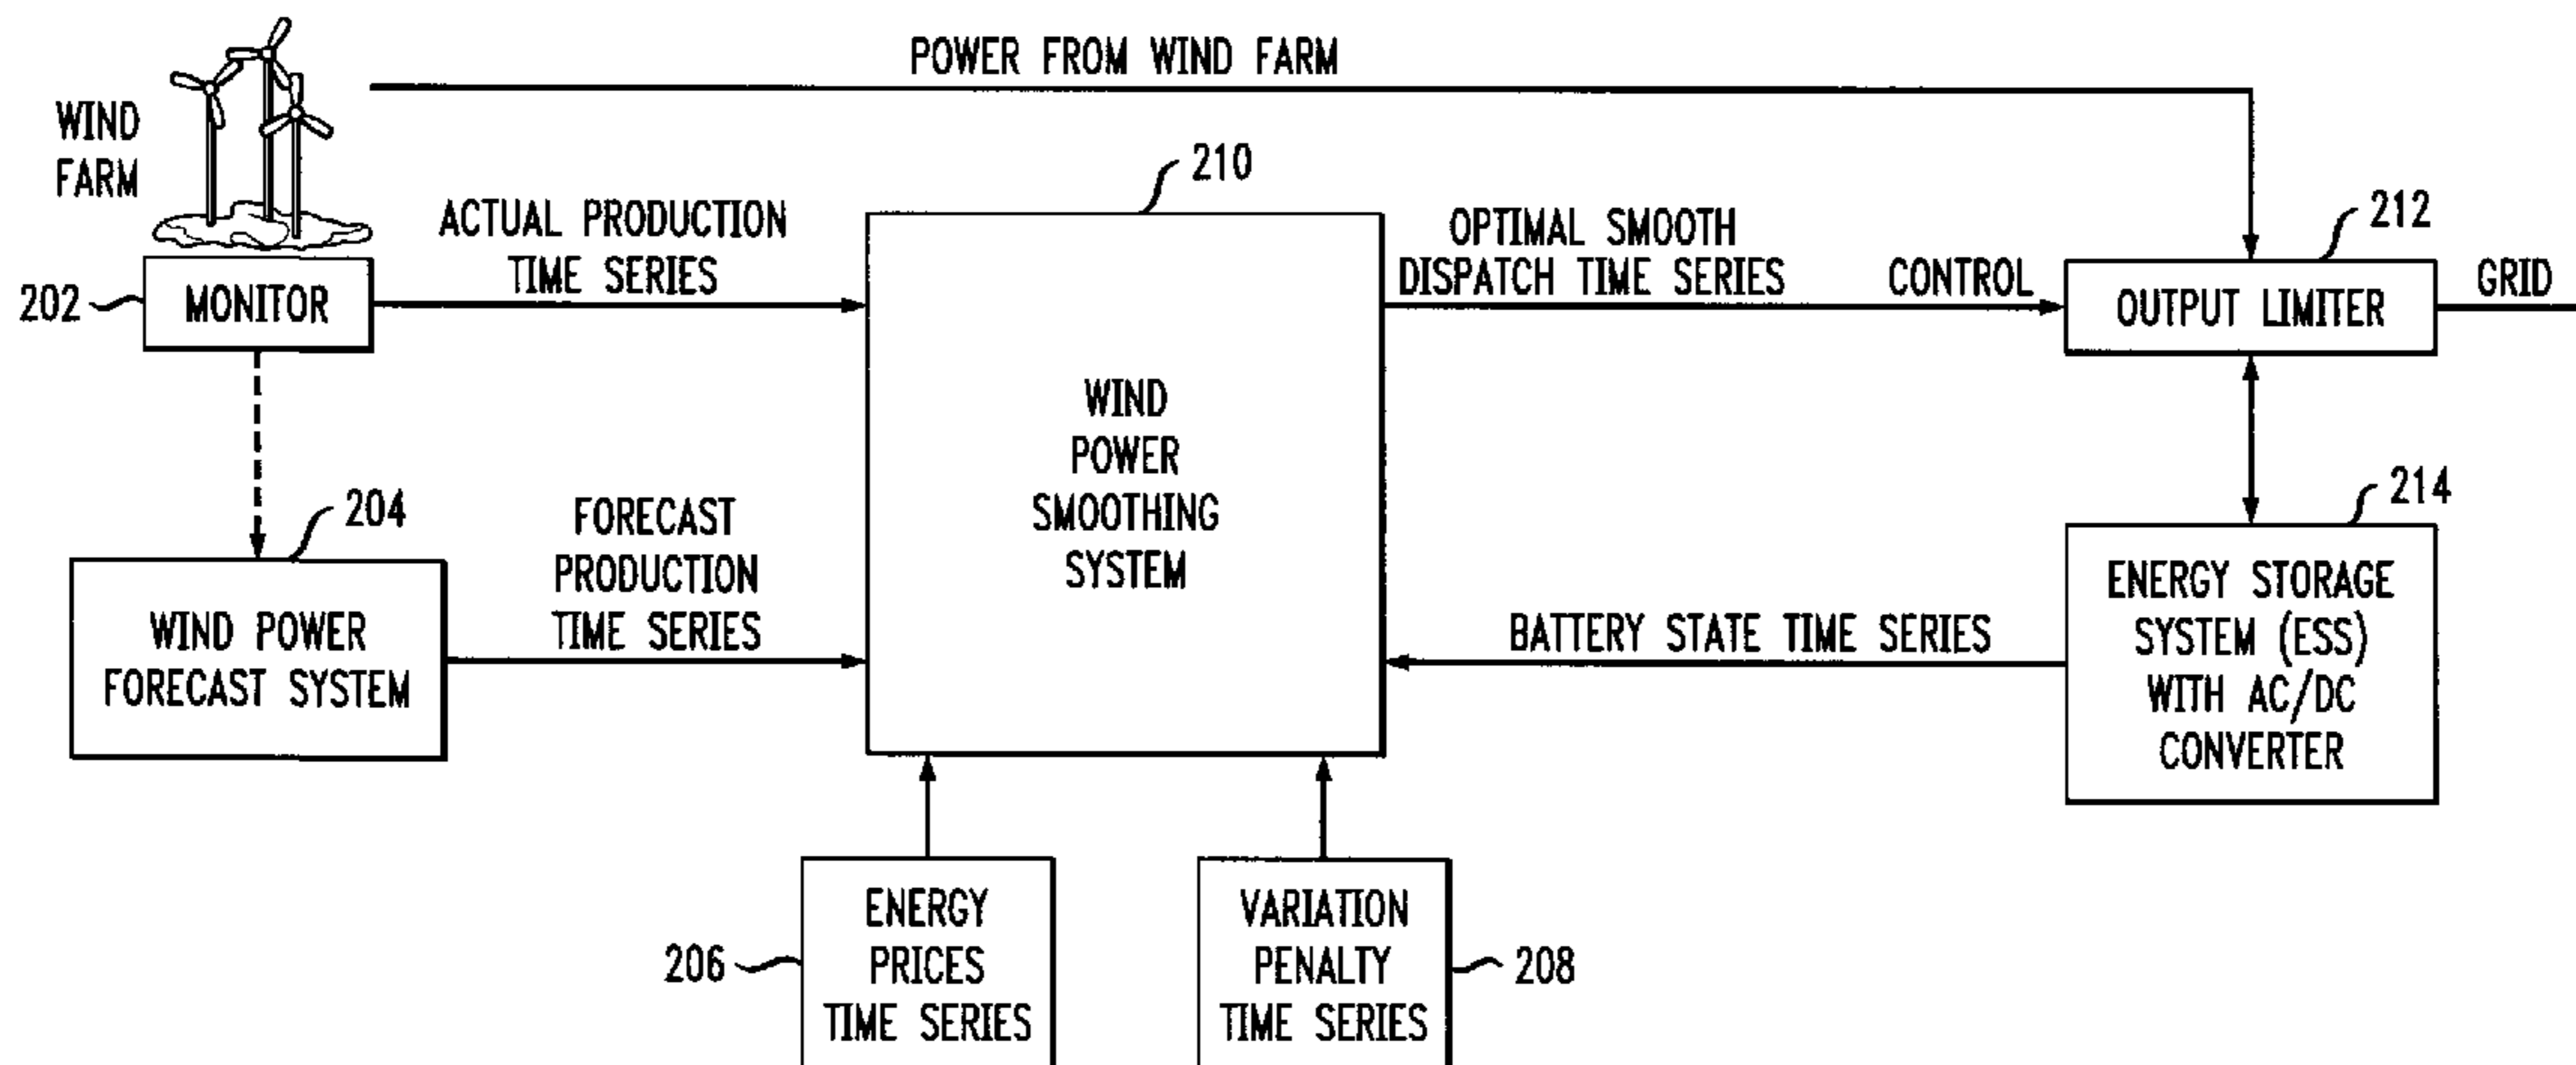 POWER FROM WIND FARM
WIND
FARM
210
ACTUAL PRODUCTION
TIME SERIES
OPTIMAL SMOOTH
DISPATCH TIME SERIES
CONTROL
212
GRID
202
MONITOR
OUTPUT LIMITER
WIND
POWER
SMOOTHING
SYSTEM
204
FORECAST
PRODUCTION
TIME SERIES
214
WIND POWER
FORECAST SYSTEM
BATTERY STATE TIME SERIES
ENERGY STORAGE
SYSTEM (ESS)
WITH AC/DC
CONVERTER
206
ENERGY
PRICES
TIME SERIES
VARIATION
PENALTY
TIME SERIES
208